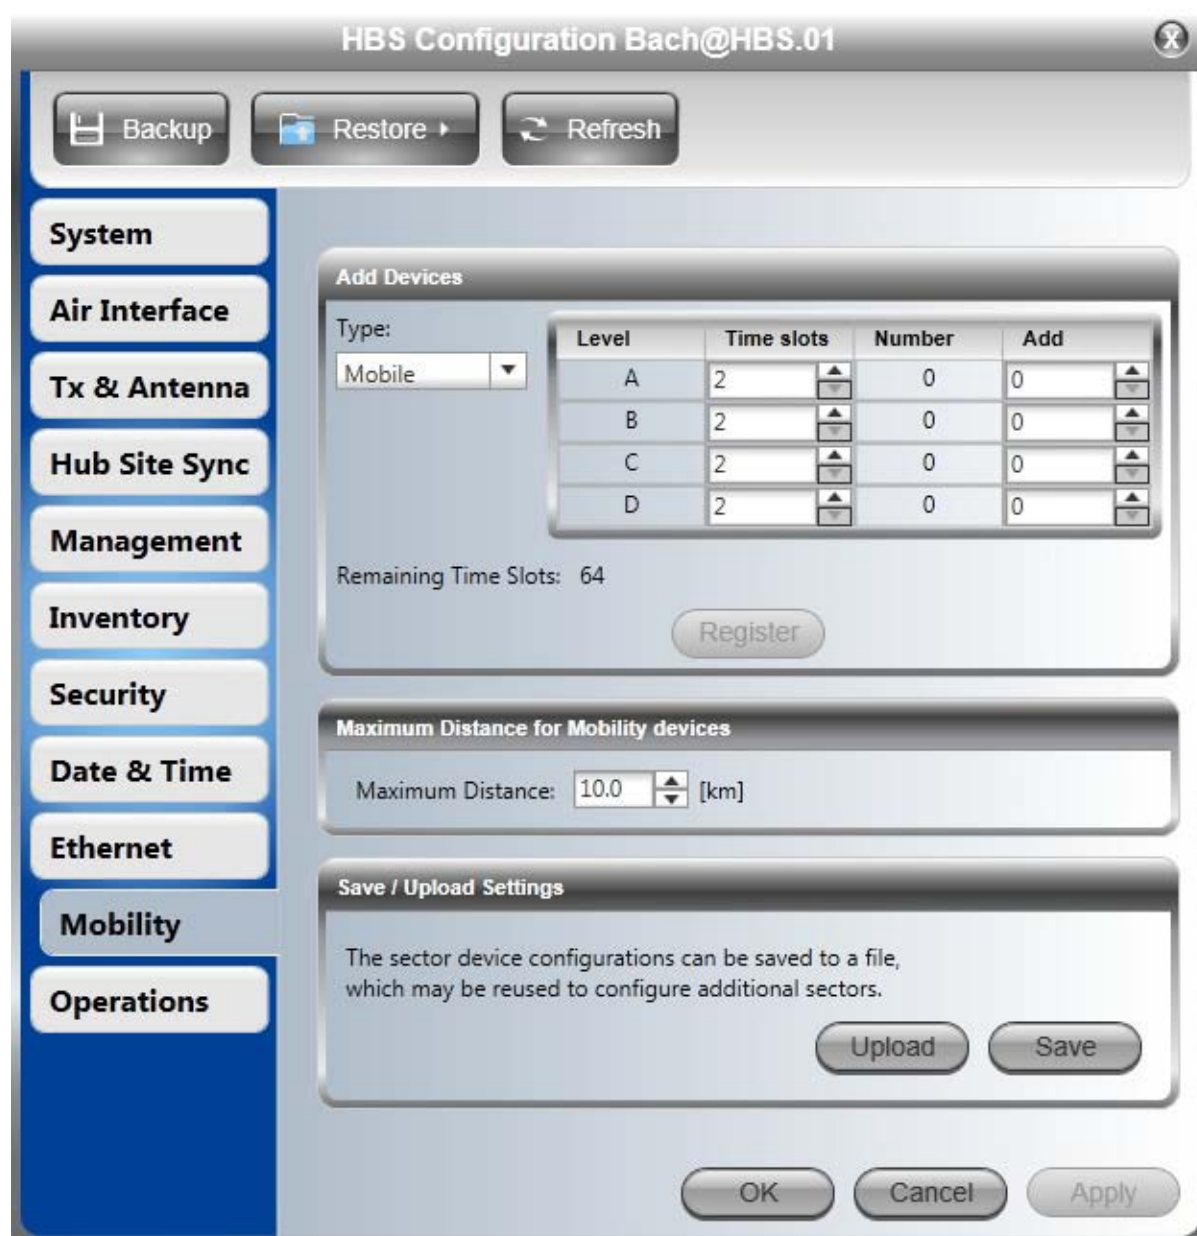 HBS Configuration Bach@HBS.01
Backup
Restore
Refresh
System
Air Interface
Tx & Antenna
Hub Site Sync
Management
Inventory
Security
Date & Time
Ethernet
Mobility
Operations
Add Devices
Type:
Mobile
Level Time slots Number Add
A 2 0 0
B 2 0 0
C 2 0 0
D 2 0 0
Remaining Time Slots: 64
Register
Maximum Distance for Mobility devices
Maximum Distance: 10.0 [km]
Save / Upload Settings
The sector device configurations can be saved to a file,
which may be reused to configure additional sectors.
Upload Save
OK Cancel Apply